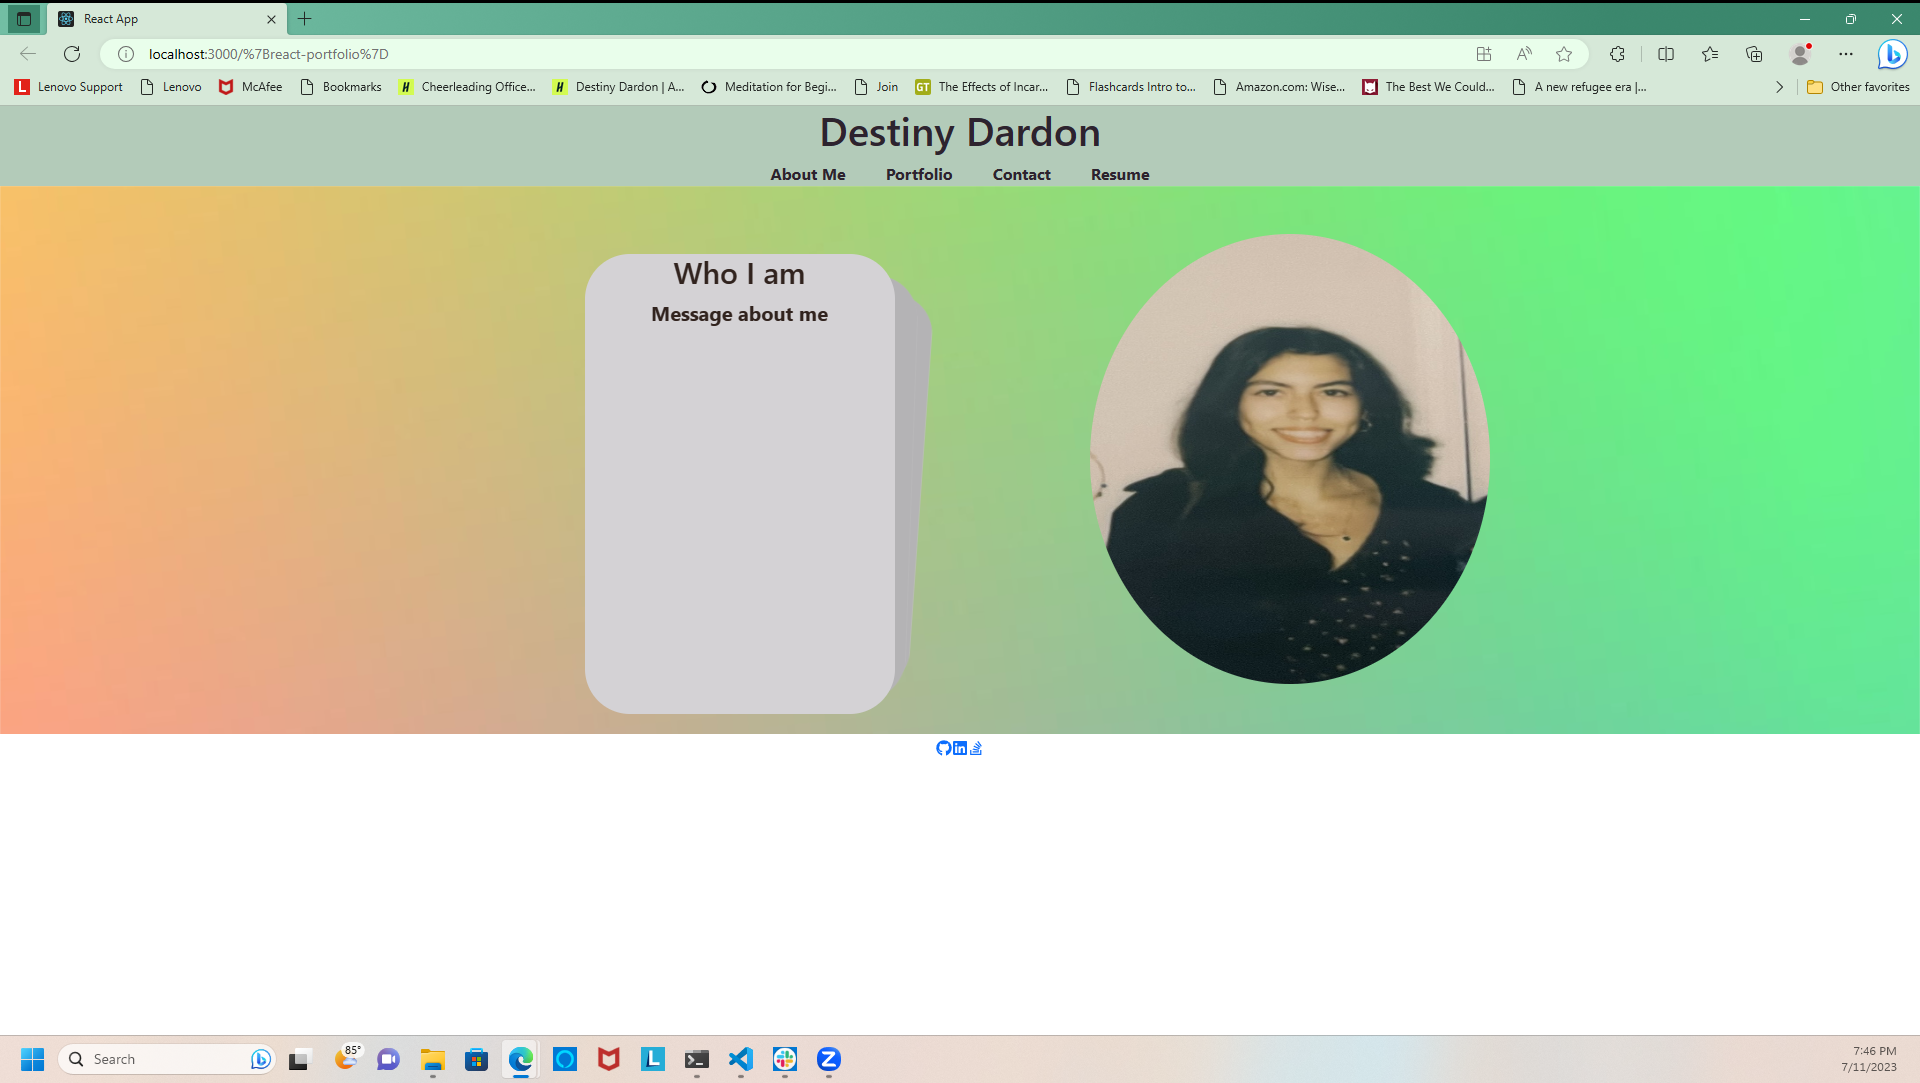 React App
localhost:3000/%7Breact-portfolio%7D
Lenovo Support Lenovo McAfee Bookmarks Cheerleading Office... Destiny Dardon | A... Meditation for Begi... Join The Effects of Incar... Flashcards Intro to... Amazon.com: Wise... The Best We Could... A new refugee era |... Other favorites
Destiny Dardon
About Me Portfolio Contact Resume
Who I am
Message about me
Search
85°
7:46 PM
7/11/2023